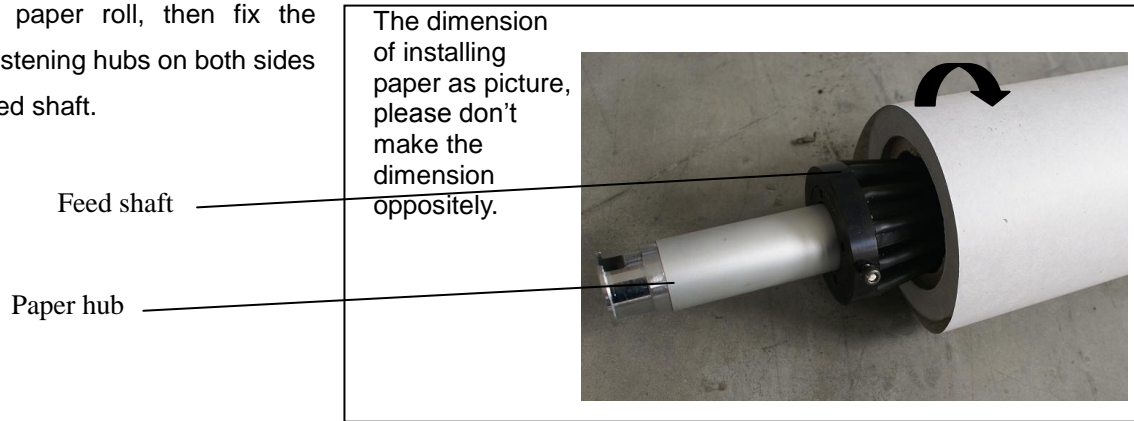 paper roll, then fix the
stening hubs on both sides
ed shaft.
The dimension
of installing
paper as picture,
please don't
make the
dimension
oppositely.
Feed shaft
Paper hub